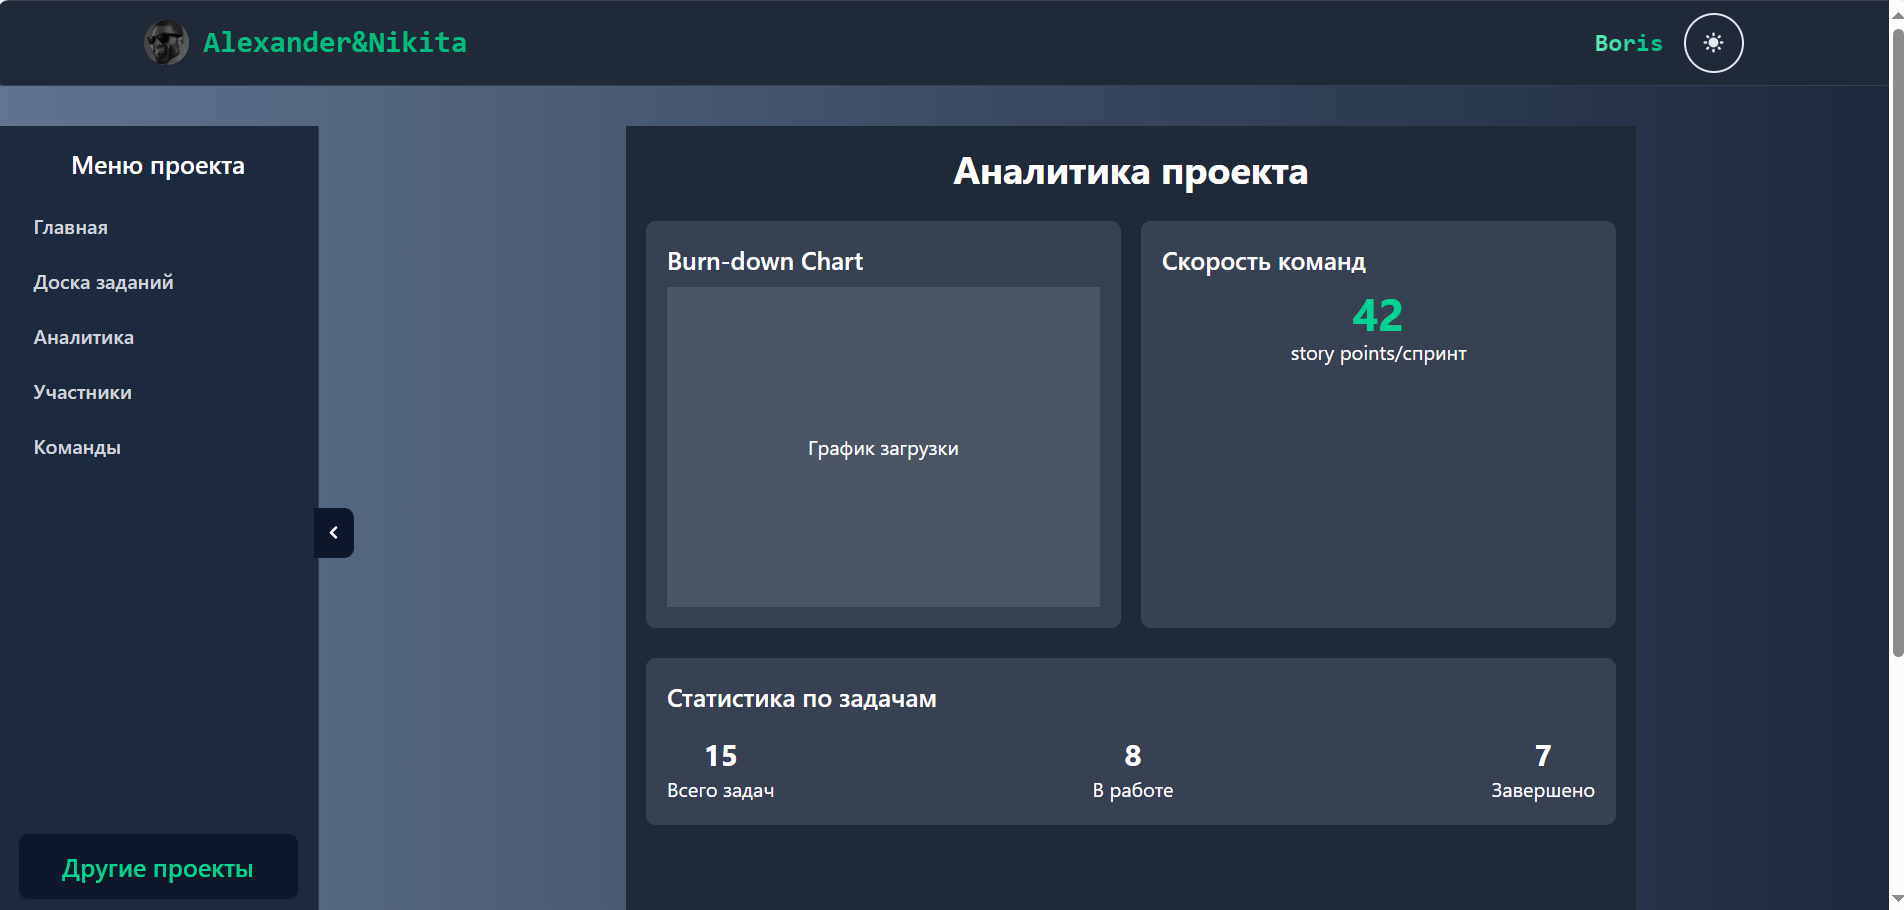 Alexander&Nikita
Boris
Меню проекта
Главная
Доска заданий
Аналитика
Участники
Команды
Другие проекты
Аналитика проекта
Burn-down Chart
График загрузки
Скорость команд
42
story points/спринт
Статистика по задачам
15
Всего задач
8
В работе
7
Завершено